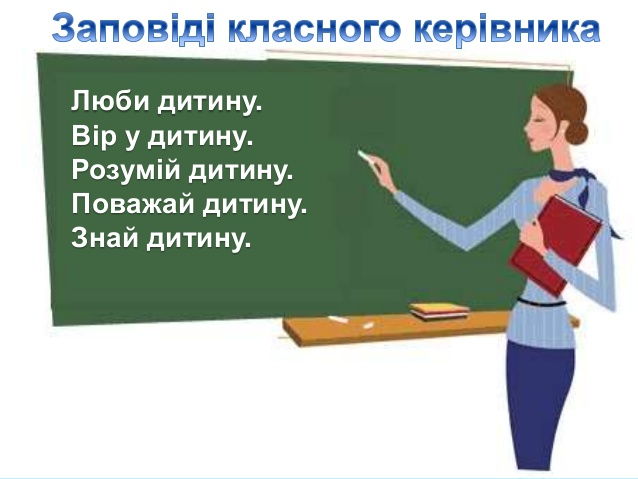 Заповіді класного керівника
Люби дитину.
Вір у дитину.
Розумій дитину.
Поважай дитину.
Знай дитину.